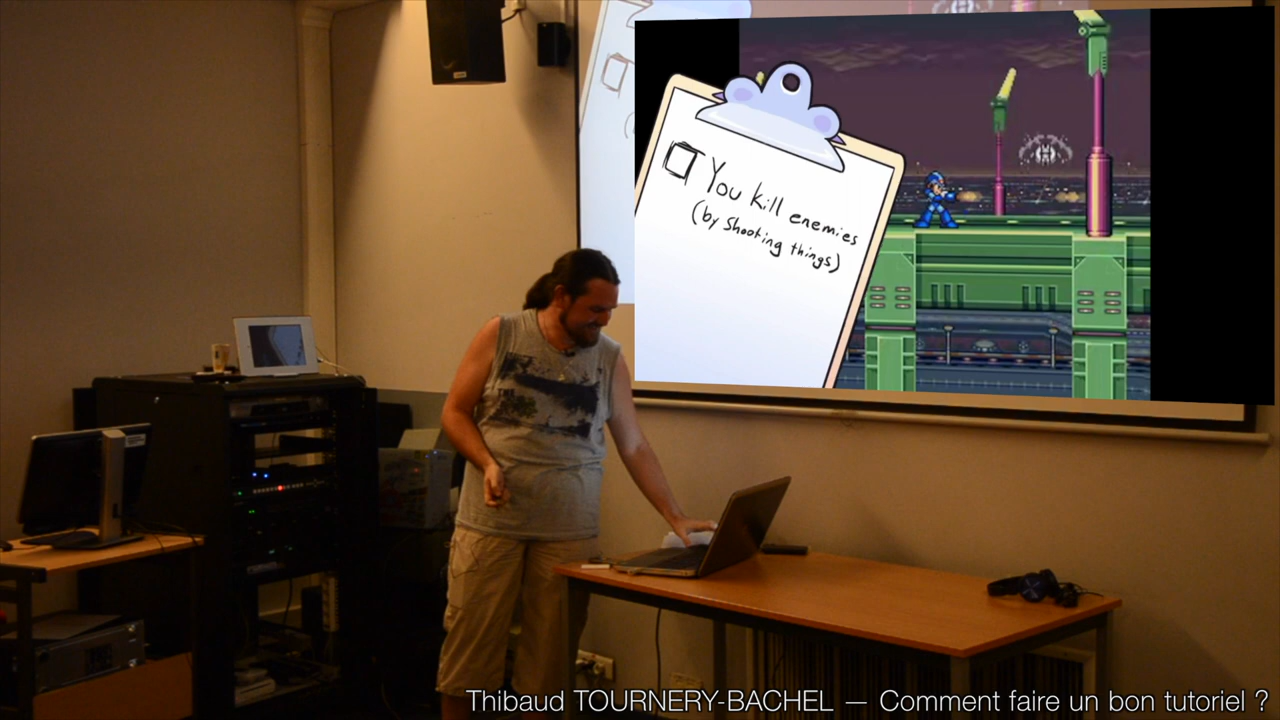 You kill enemies
(by Shooting things)
Thibaud TOURNERY-BACHEL — Comment faire un bon tutoriel ?